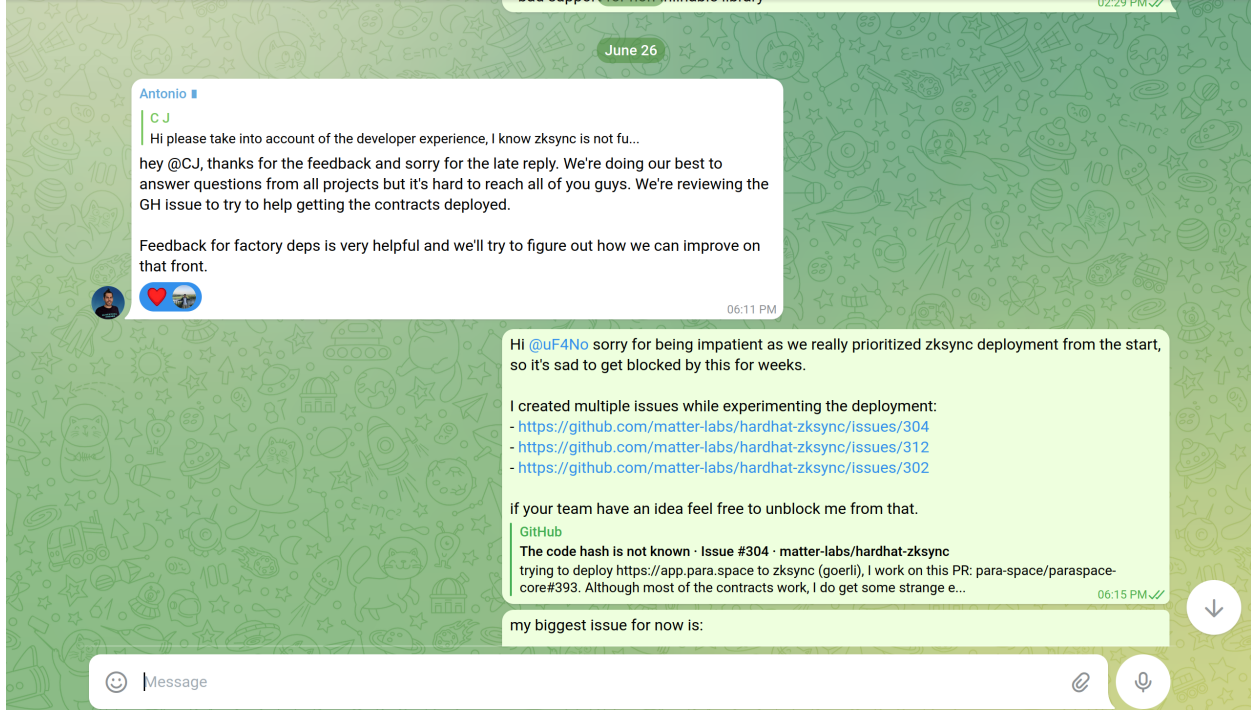 02:29 PM
June 26
Antonio
C J
Hi please take into account of the developer experience, I know zksync is not fu...
hey @CJ, thanks for the feedback and sorry for the late reply. We're doing our best to
answer questions from all projects but it's hard to reach all of you guys. We're reviewing the
GH issue to try to help getting the contracts deployed.
Feedback for factory deps is very helpful and we'll try to figure out how we can improve on
that front.
06:11 PM
Hi @uF4No sorry for being impatient as we really prioritized zksync deployment from the start,
so it's sad to get blocked by this for weeks.
I created multiple issues while experimenting the deployment:
- https://github.com/matter-labs/hardhat-zksync/issues/304
- https://github.com/matter-labs/hardhat-zksync/issues/312
- https://github.com/matter-labs/hardhat-zksync/issues/302
if your team have an idea feel free to unblock me from that.
GitHub
The code hash is not known · Issue #304 · matter-labs/hardhat-zksync
trying to deploy https://app.para.space to zksync (goerli), I work on this PR: para-space/paraspace-
core#393. Although most of the contracts work, I do get some strange e...
06:15 PM
my biggest issue for now is:
Message